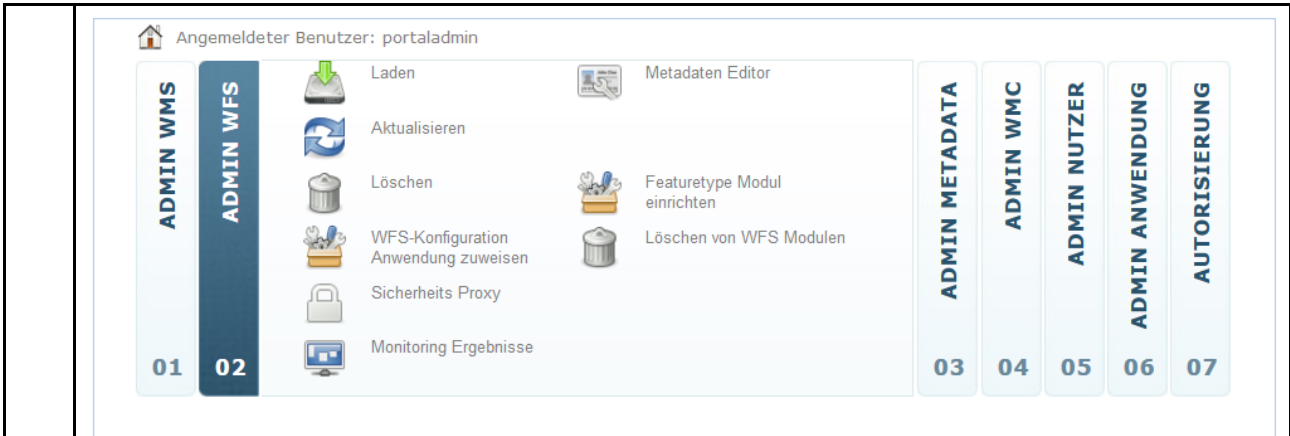 Angemeldeter Benutzer: portaladmin
ADMIN WMS
01
ADMIN WFS
02
Laden
Metadaten Editor
Aktualisieren
Löschen
Featuretype Modul
einrichten
WFS-Konfiguration
Anwendung zuweisen
Löschen von WFS Modulen
Sicherheits Proxy
Monitoring Ergebnisse
ADMIN METADATA
03
ADMIN WMC
04
ADMIN NUTZER
05
ADMIN ANWENDUNG
06
AUTORISIERUNG
07